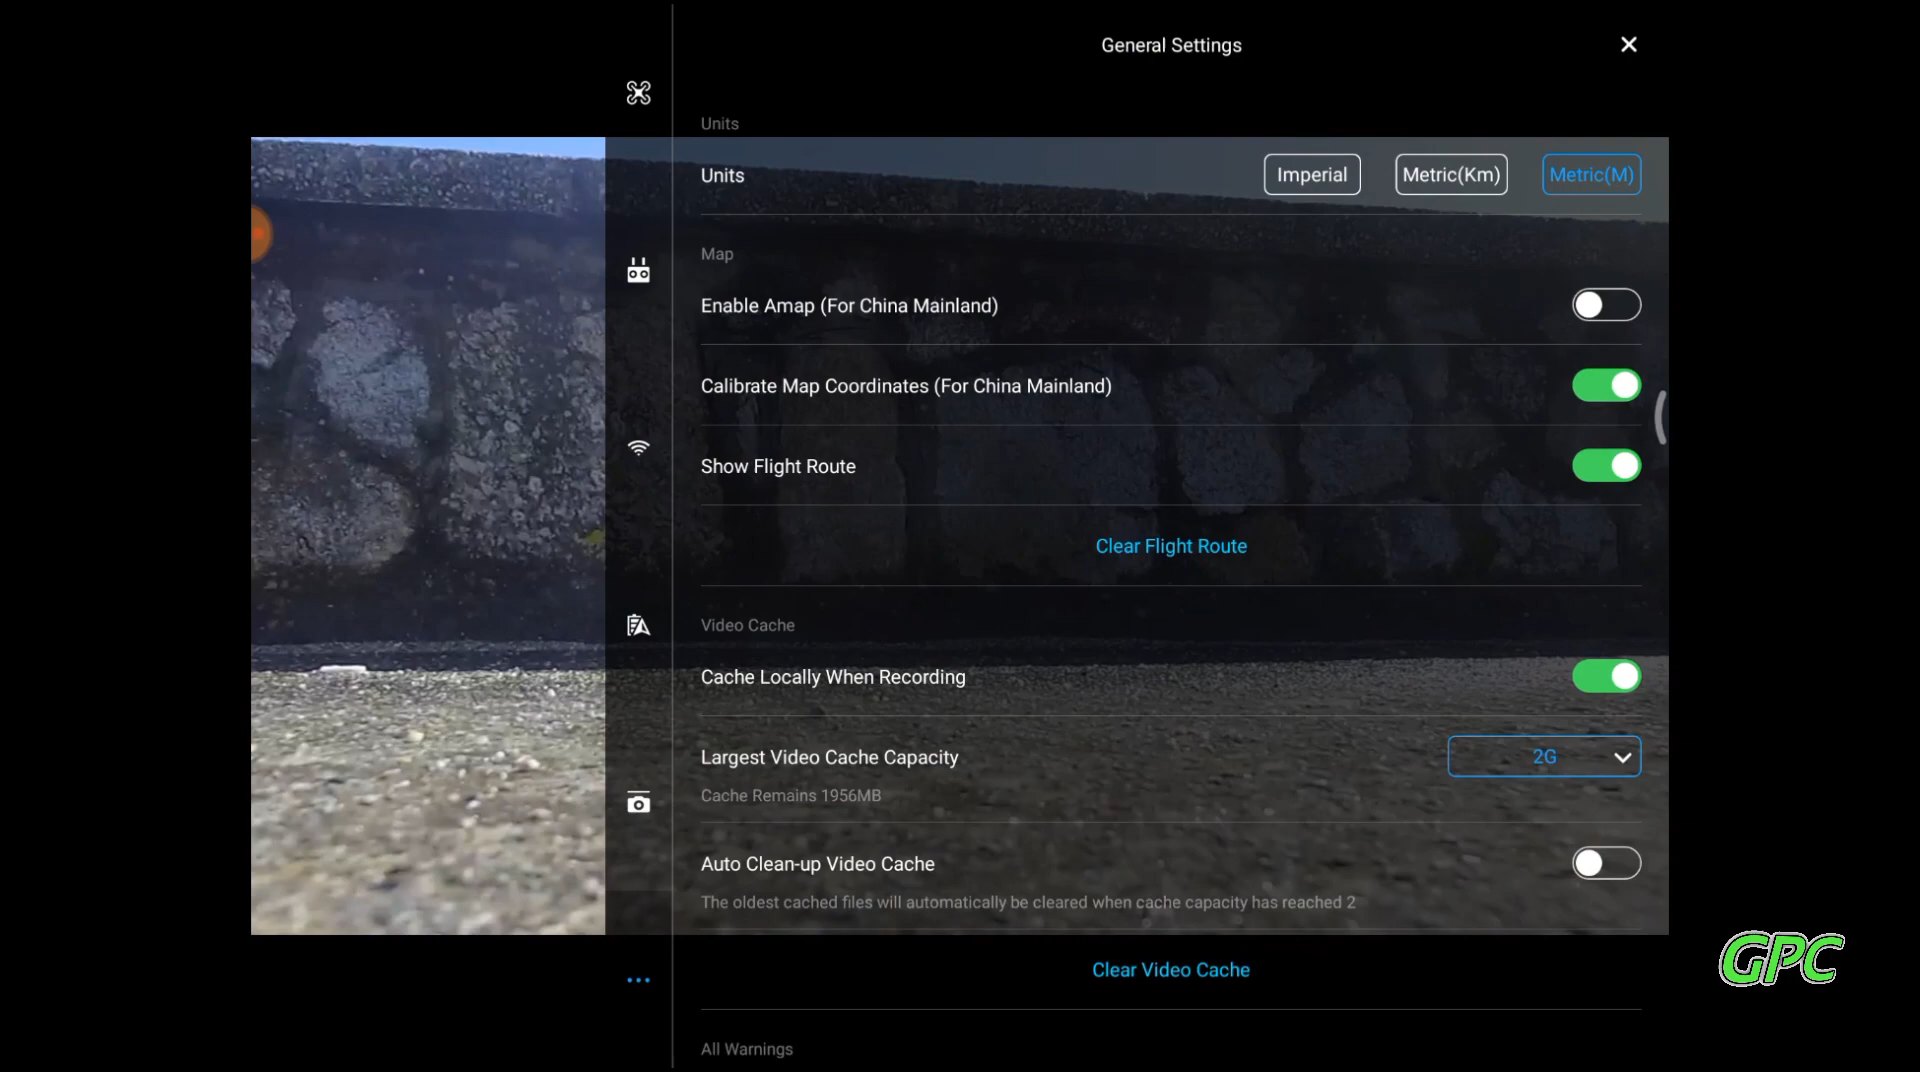 General Settings
Units
Units Imperial Metric(Km) Metric(M)
Map
Enable Amap (For China Mainland)
Calibrate Map Coordinates (For China Mainland)
Show Flight Route
Clear Flight Route
Video Cache
Cache Locally When Recording
Largest Video Cache Capacity 2G
Cache Remains 1956MB
Auto Clean-up Video Cache
The oldest cached files will automatically be cleared when cache capacity has reached 2
Clear Video Cache
GPC
All Warnings